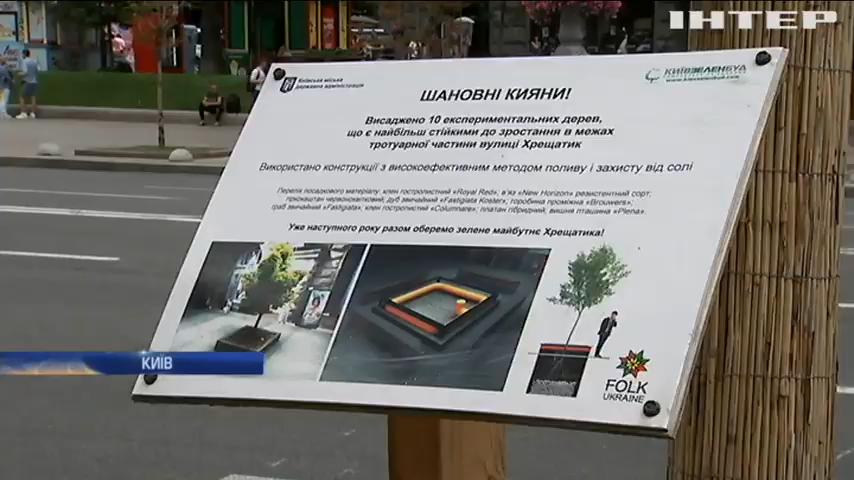 ІНТЕР
Київська міська
державна адміністрація
КИЇВЗЕЛЕНБУД
ШАНОВНІ КИЯНИ!
Висаджено 10 експериментальних дерев,
що є найбільш стійкими до зростання в межах
тротуарної частини вулиці Хрещатик
Використано конструкції з високоефективним методом поливу і захисту від солі
Перелік посадкового матеріалу: клен гостролистний «Royal Red»; в'яз «New Horizon» резистентний сорт;
гіркокаштан червоноквітковий; дуб звичайний «Fastigiata Koster»; горобина проміжна «Brouwers»;
граб звичайний «Fastigiata»; клен гостролистий «Columnare»; платан гібридний; вишня пташина «Plena».
Уже наступного року разом оберемо зелене майбутнє Хрещатика!
FOLK
UKRAINE
КИЇВ